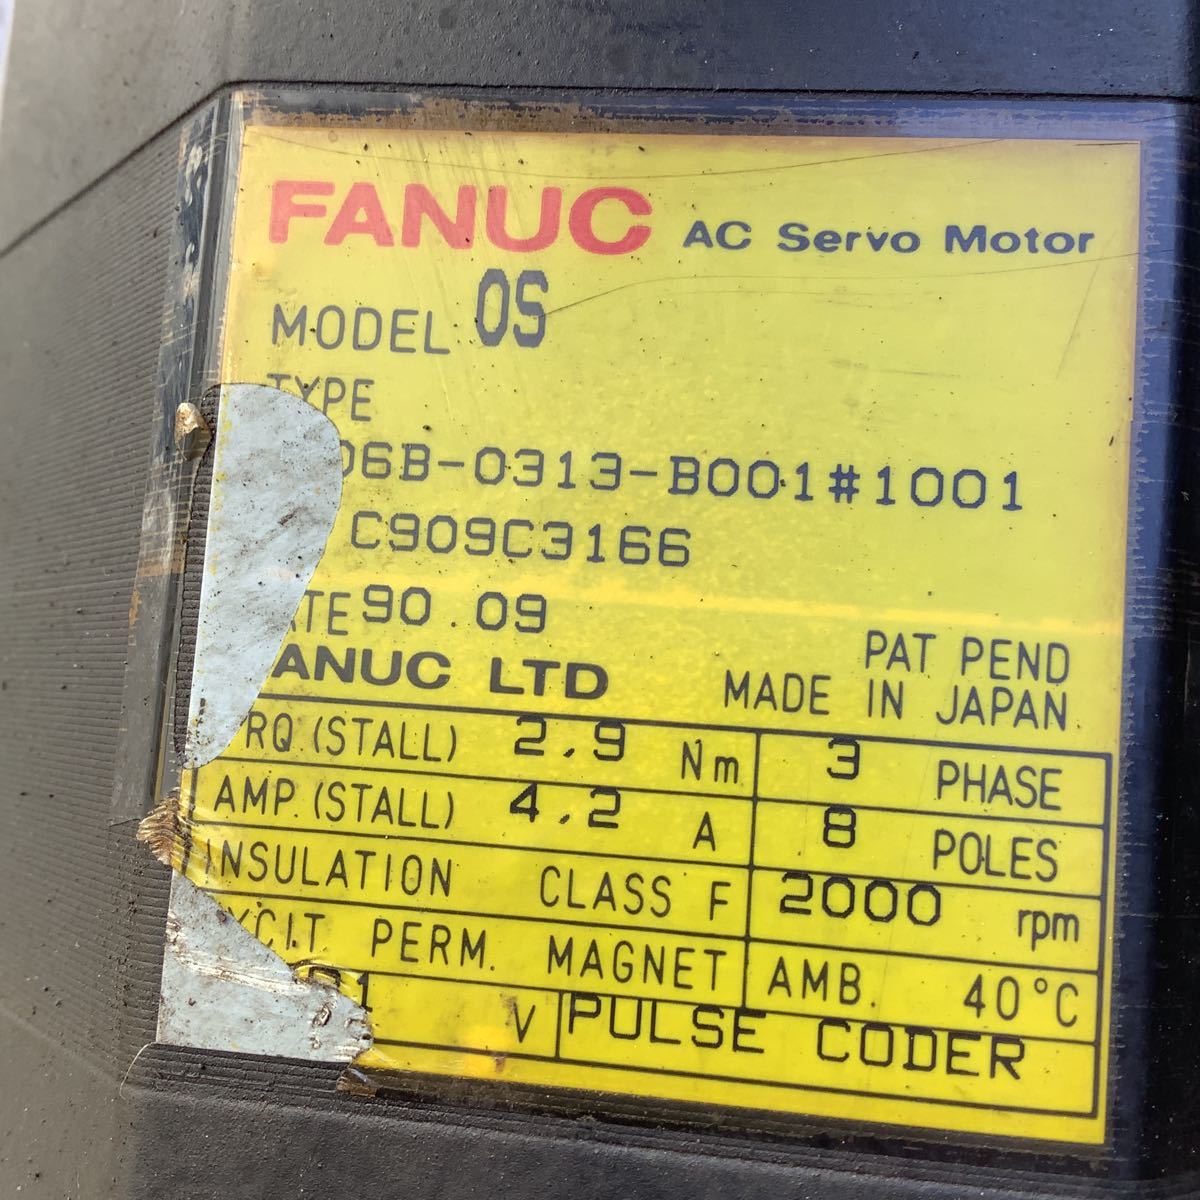 FANUC AC Servo Motor
MODEL 0S
TYPE
06B-0313-B001#1001
C909C3166
ATE 90.09
PAT PEND
ANUC LTD MADE IN JAPAN
RQ.(STALL) 2.9 Nm 3 PHASE
AMP.(STALL) 4.2 A 8 POLES
INSULATION CLASS F 2000 rpm
XCIT. PERM. MAGNET AMB. 40°C
V PULSE CODER